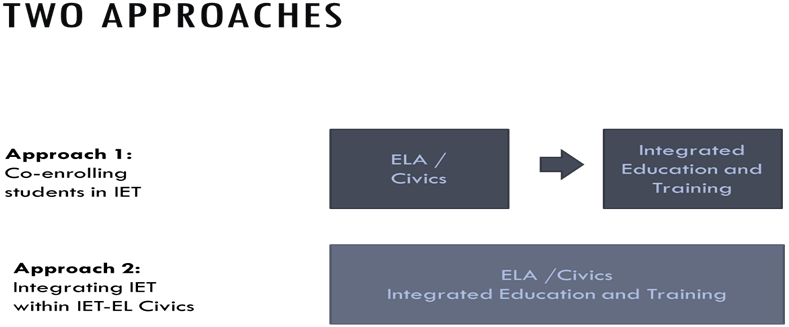 TWO APPROACHES
Approach 1:
Co-enrolling
students in IET
ELA /
Civics
Integrated
Education and
Training
Approach 2:
Integrating IET
within IET-EL Civics
ELA /Civics
Integrated Education and Training